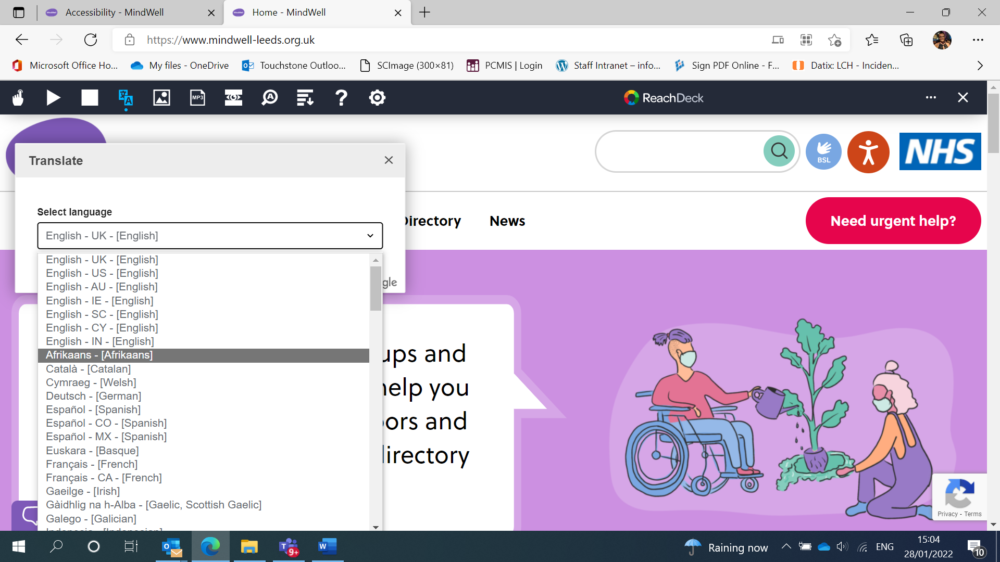 Accessibility - MindWell
Home - MindWell
https://www.mindwell-leeds.org.uk
Microsoft Office Ho...
My files - OneDrive
Touchstone Outloo...
SCImage (300×81)
PCMIS | Login
Staff Intranet – info...
Sign PDF Online - F...
Datix: LCH - Inciden...
MP3
ReachDeck
BSL
NHS
Translate
Select language
English - UK - [English]
Directory
News
Need urgent help?
English - UK - [English]
English - US - [English]
English - AU - [English]
English - IE - [English]
English - SC - [English]
English - CY - [English]
English - IN - [English]
Afrikaans - [Afrikaans]
Català - [Catalan]
Cymraeg - [Welsh]
Deutsch - [German]
Español - [Spanish]
Español - CO - [Spanish]
Español - MX - [Spanish]
Euskara - [Basque]
Français - [French]
Français - CA - [French]
Gaeilge - [Irish]
Gàidhlig na h-Alba - [Gaelic, Scottish Gaelic]
Galego - [Galician]
gle
ups and
help you
oors and
directory
Privacy - Terms
9+
Raining now
ENG
15:04
28/01/2022
10